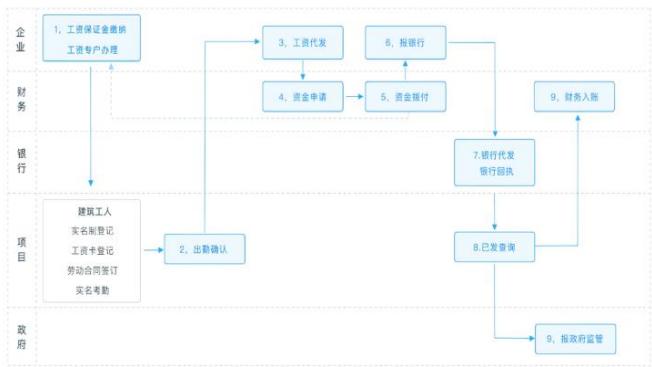 企业
1，工资保证金缴纳
工资专户办理
3，工资代发
6，报银行
财务
4，资金申请
5，资金拨付
9，财务入账
银行
7.银行代发
银行回执
项目
建筑工人
实名制登记
工资卡登记
劳动合同签订
实名考勤
2，出勤确认
8.已发查询
政府
9，报政府监管